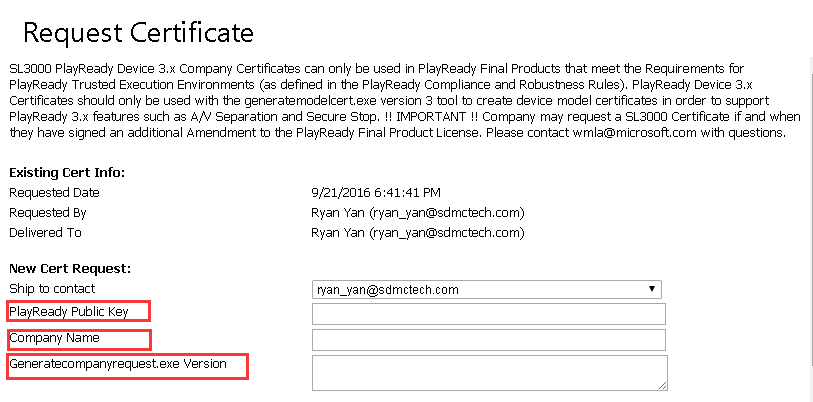 Request Certificate
SL3000 PlayReady Device 3.x Company Certificates can only be used in PlayReady Final Products that meet the Requirements for
PlayReady Trusted Execution Environments (as defined in the PlayReady Compliance and Robustness Rules). PlayReady Device 3.x
Certificates should only be used with the generatemodelcert.exe version 3 tool to create device model certificates in order to support
PlayReady 3.x features such as A/V Separation and Secure Stop. !! IMPORTANT !! Company may request a SL3000 Certificate if and when
they have signed an additional Amendment to the PlayReady Final Product License. Please contact wmla@microsoft.com with questions.
Existing Cert Info:
Requested Date 9/21/2016 6:41:41 PM
Requested By Ryan Yan (ryan_yan@sdmctech.com)
Delivered To Ryan Yan (ryan_yan@sdmctech.com)
New Cert Request:
Ship to contact ryan_yan@sdmctech.com
PlayReady Public Key
Company Name
Generatecompanyrequest.exe Version